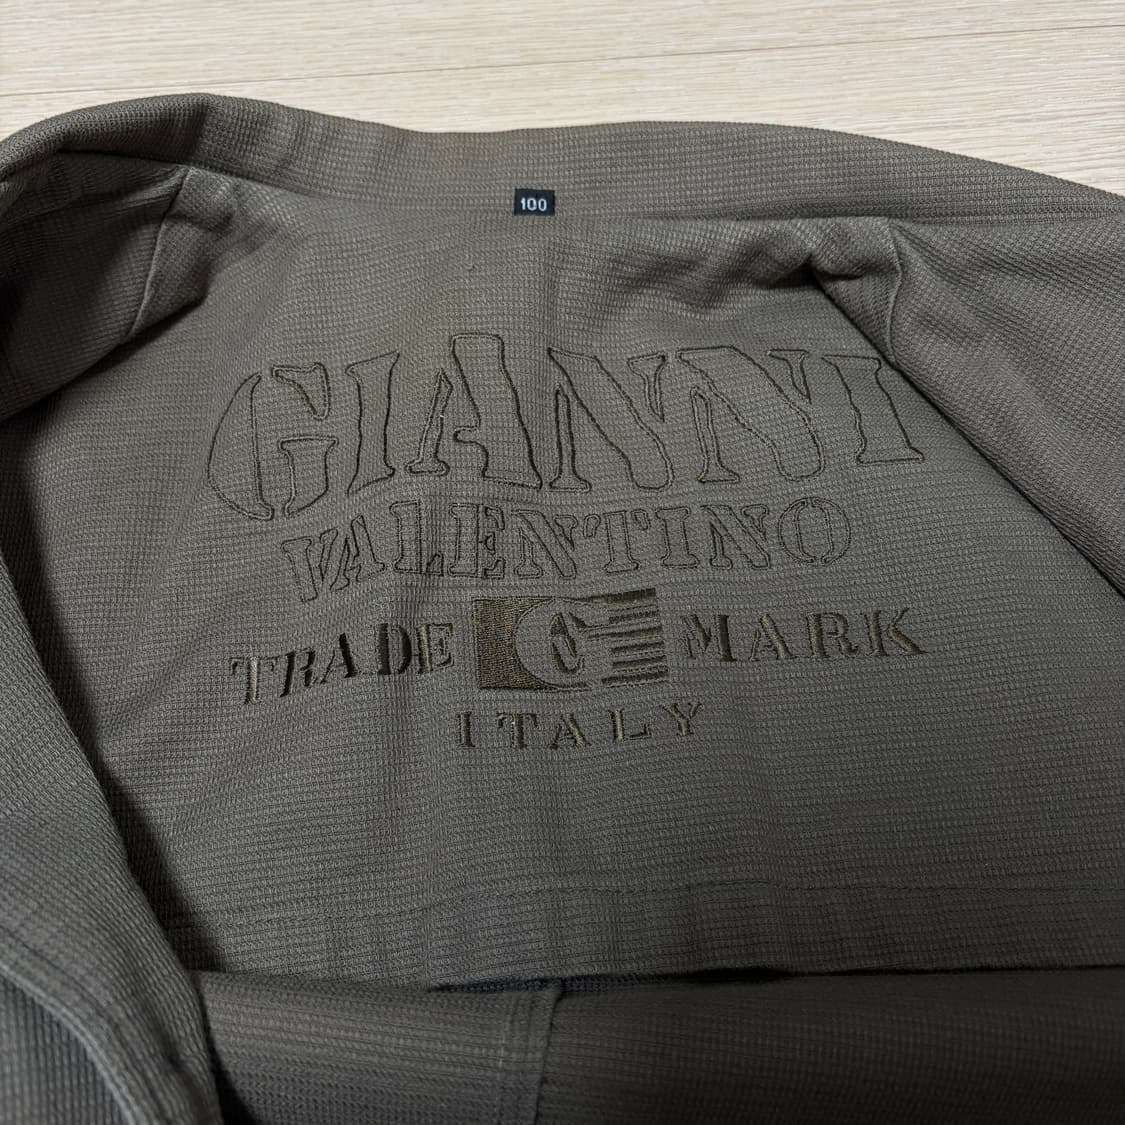 100
GIANNI
VALENTINO
TRADE MARK
ITALY